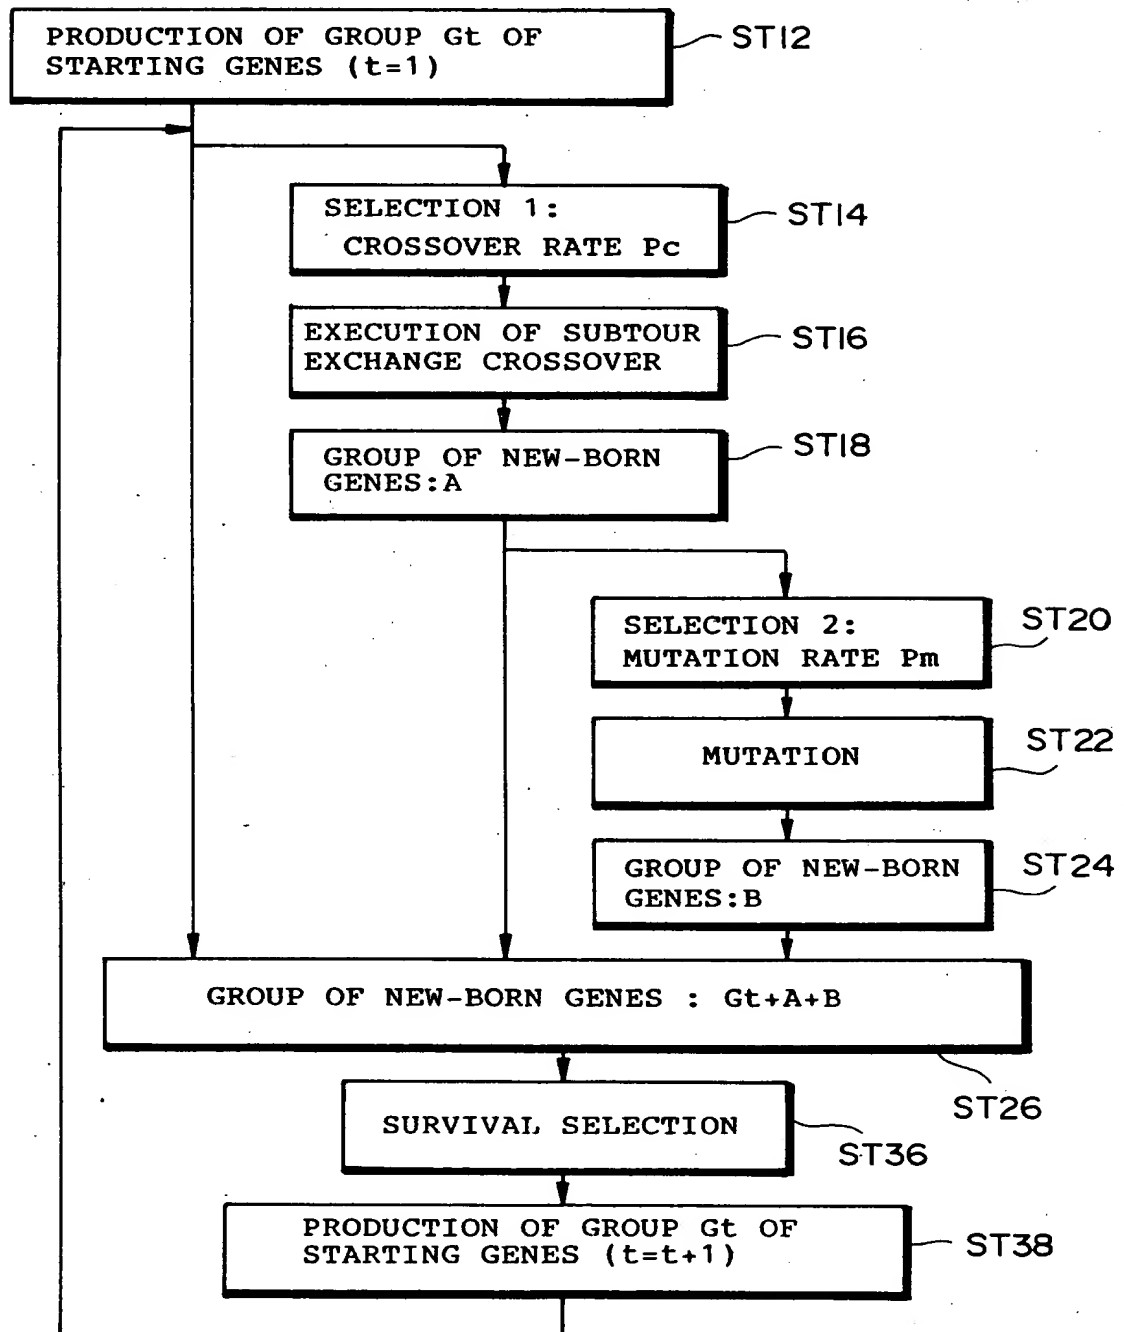 PRODUCTION OF GROUP Gt OF
STARTING GENES (t=1)
ST12
SELECTION 1:
CROSSOVER RATE Pc
ST14
EXECUTION OF SUBTOUR
EXCHANGE CROSSOVER
ST16
GROUP OF NEW-BORN
GENES:A
ST18
SELECTION 2:
MUTATION RATE Pm
ST20
MUTATION
ST22
GROUP OF NEW-BORN
GENES:B
ST24
GROUP OF NEW-BORN GENES : Gt+A+B
ST26
SURVIVAL SELECTION
ST36
PRODUCTION OF GROUP Gt OF
STARTING GENES (t=t+1)
ST38